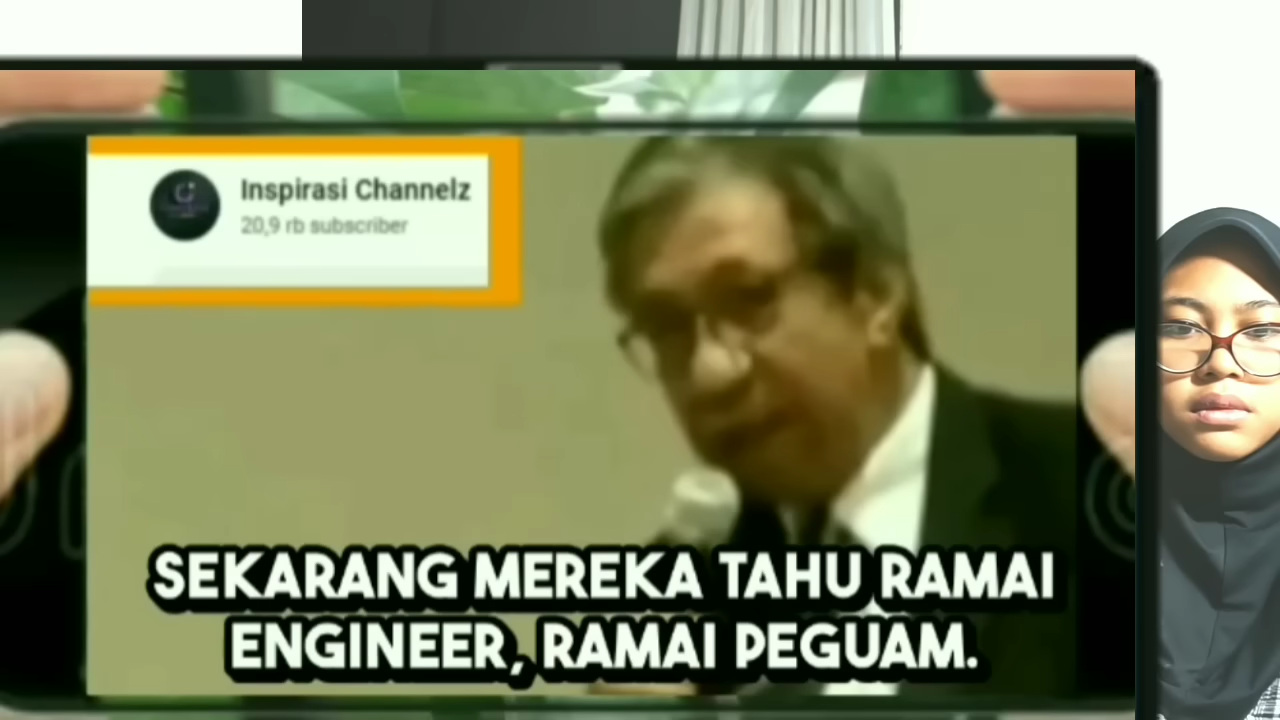 Inspirasi Channelz
20,9 rb subscriber
SEKARANG MEREKA TAHU RAMAI
ENGINEER, RAMAI PEGUAM.